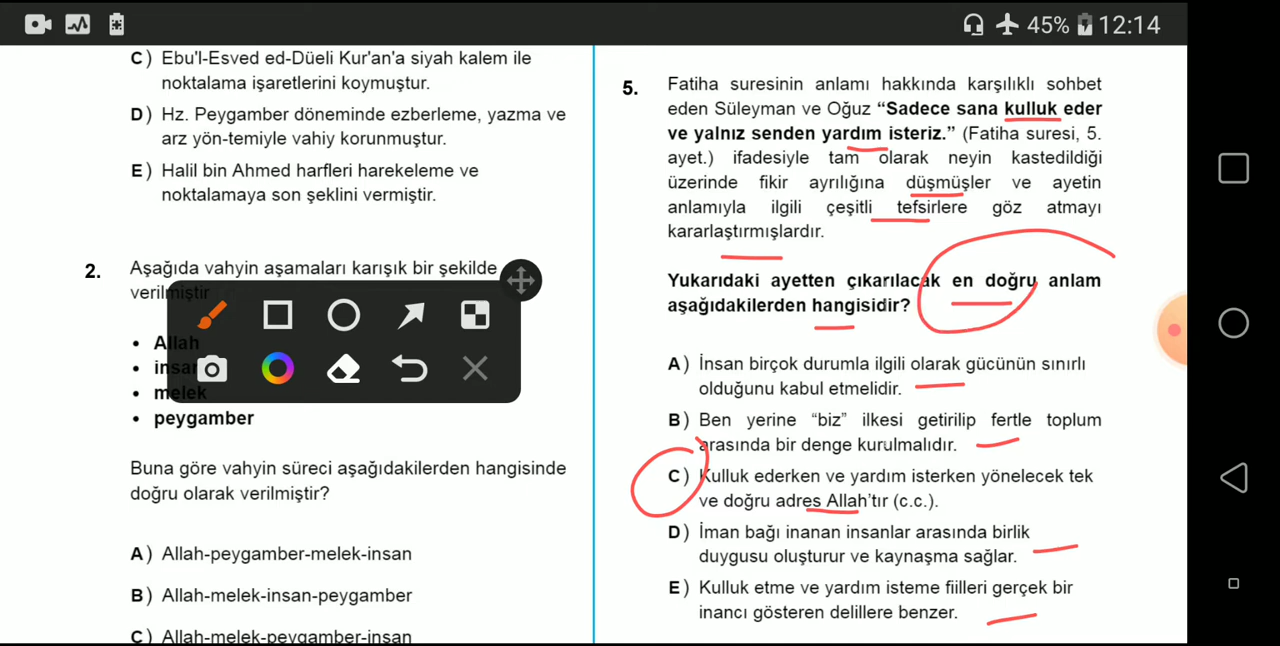 45% 12:14
C) Ebu'l-Esved ed-Düeli Kur'an'a siyah kalem ile
noktalama işaretlerini koymuştur.
D) Hz. Peygamber döneminde ezberleme, yazma ve
arz yön-temiyle vahiy korunmuştur.
E) Halil bin Ahmed harfleri harekeleme ve
noktalamaya son şeklini vermiştir.
2. Aşağıda vahyin aşamaları karışık bir şekilde
verilmiştir
• Allah
• insan
• melek
• peygamber
Buna göre vahyin süreci aşağıdakilerden hangisinde
doğru olarak verilmiştir?
A) Allah-peygamber-melek-insan
B) Allah-melek-insan-peygamber
C) Allah-melek-peygamber-insan
5. Fatiha suresinin anlamı hakkında karşılıklı sohbet
eden Süleyman ve Oğuz “Sadece sana kulluk eder
ve yalnız senden yardım isteriz.” (Fatiha suresi, 5.
ayet.) ifadesiyle tam olarak neyin kastedildiği
üzerinde fikir ayrılığına düşmüşler ve ayetin
anlamıyla ilgili çeşitli tefsirlere göz atmayı
kararlaştırmışlardır.
Yukarıdaki ayetten çıkarılacak en doğru anlam
aşağıdakilerden hangisidir?
A) İnsan birçok durumla ilgili olarak gücünün sınırlı
olduğunu kabul etmelidir.
B) Ben yerine “biz” ilkesi getirilip fertle toplum
arasında bir denge kurulmalıdır.
C) Kulluk ederken ve yardım isterken yönelecek tek
ve doğru adres Allah’tır (c.c.).
D) İman bağı inanan insanlar arasında birlik
duygusu oluşturur ve kaynaşma sağlar.
E) Kulluk etme ve yardım isteme fiilleri gerçek bir
inancı gösteren delillere benzer.